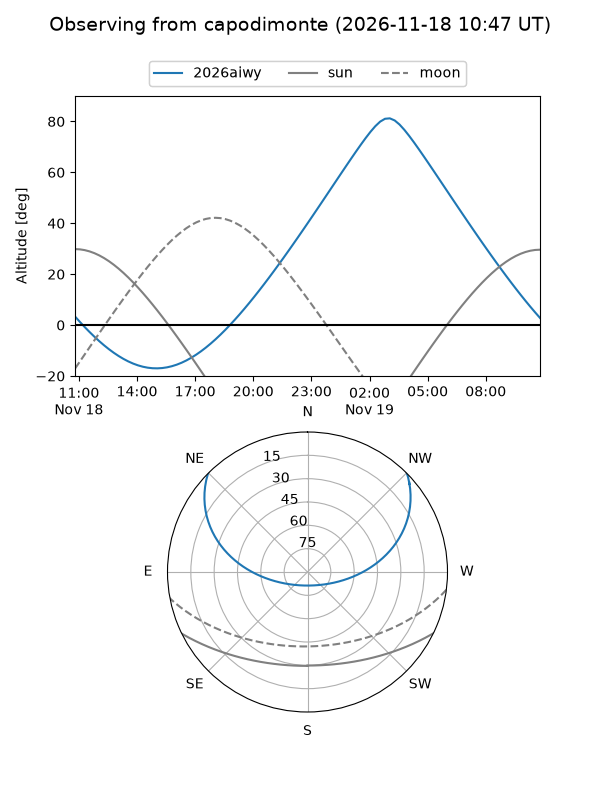 Observing from capodimonte (2026-11-18 10:47 UT)
2026aiwy sun moon
Altitude [deg]
80
60
40
20
0
−20
11:00 14:00 17:00 20:00 23:00 02:00 05:00 08:00
Nov 18 Nov 19
N
NE NW
15
30
45
60
75
E W
SE SW
S